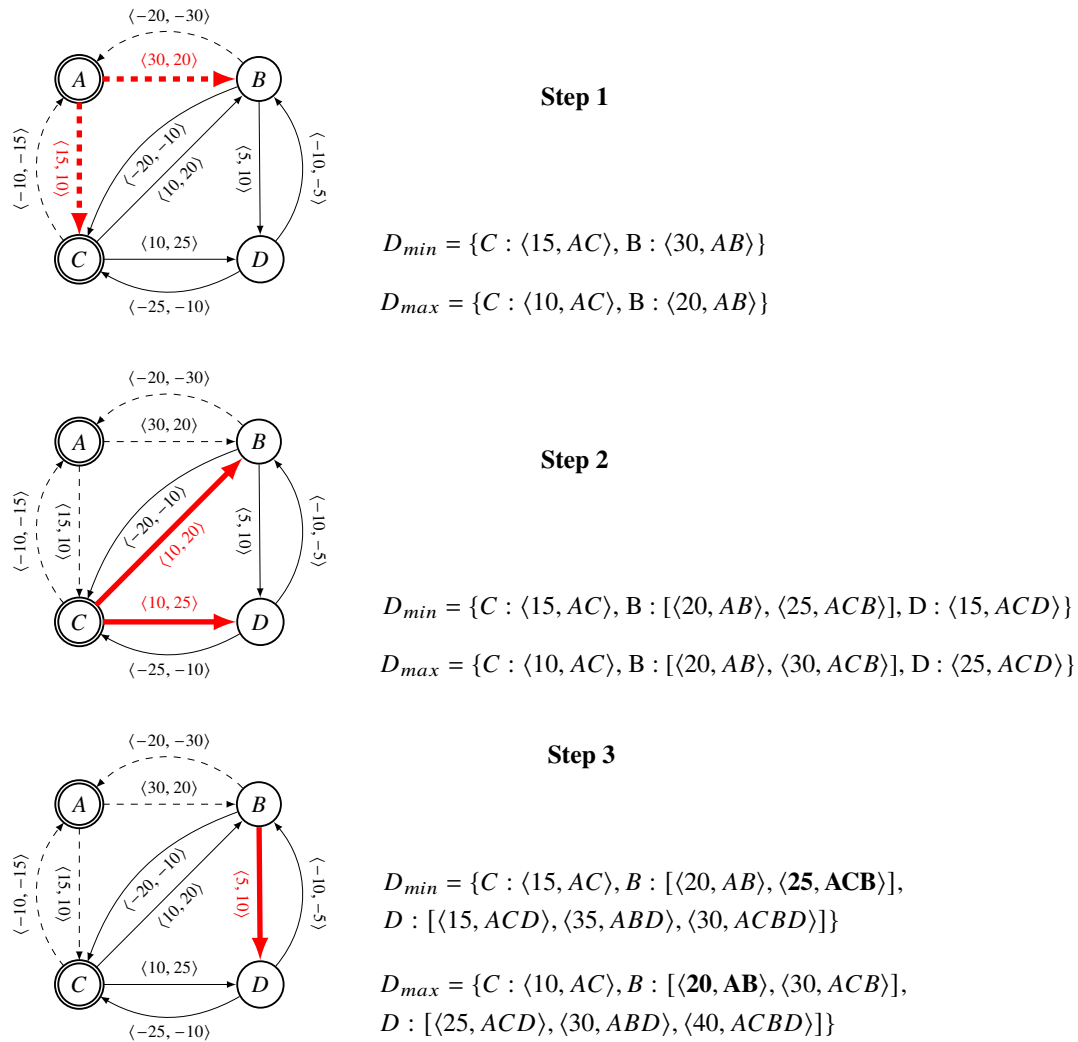 ⟨−20, −30⟩
⟨30, 20⟩
A
B
Step 1
⟨−10, −15⟩
⟨15, 10⟩
⟨−20, −10⟩
⟨10, 20⟩
⟨5, 10⟩
⟨−10, −5⟩
⟨10, 25⟩
C
D
⟨−25, −10⟩
D_min = {C : ⟨15, AC⟩, B : ⟨30, AB⟩}
D_max = {C : ⟨10, AC⟩, B : ⟨20, AB⟩}
⟨−20, −30⟩
⟨30, 20⟩
A
B
Step 2
⟨−10, −15⟩
⟨15, 10⟩
⟨−20, −10⟩
⟨10, 20⟩
⟨5, 10⟩
⟨−10, −5⟩
⟨10, 25⟩
C
D
⟨−25, −10⟩
D_min = {C : ⟨15, AC⟩, B : [⟨20, AB⟩, ⟨25, ACB⟩], D : ⟨15, ACD⟩}
D_max = {C : ⟨10, AC⟩, B : [⟨20, AB⟩, ⟨30, ACB⟩], D : ⟨25, ACD⟩}
⟨−20, −30⟩
⟨30, 20⟩
A
B
Step 3
⟨−10, −15⟩
⟨15, 10⟩
⟨−20, −10⟩
⟨10, 20⟩
⟨5, 10⟩
⟨−10, −5⟩
⟨10, 25⟩
C
D
⟨−25, −10⟩
D_min = {C : ⟨15, AC⟩, B : [⟨20, AB⟩, ⟨25, ACB⟩],
D : [⟨15, ACD⟩, ⟨35, ABD⟩, ⟨30, ACBD⟩]}
D_max = {C : ⟨10, AC⟩, B : [⟨20, AB⟩, ⟨30, ACB⟩],
D : [⟨25, ACD⟩, ⟨30, ABD⟩, ⟨40, ACBD⟩]}